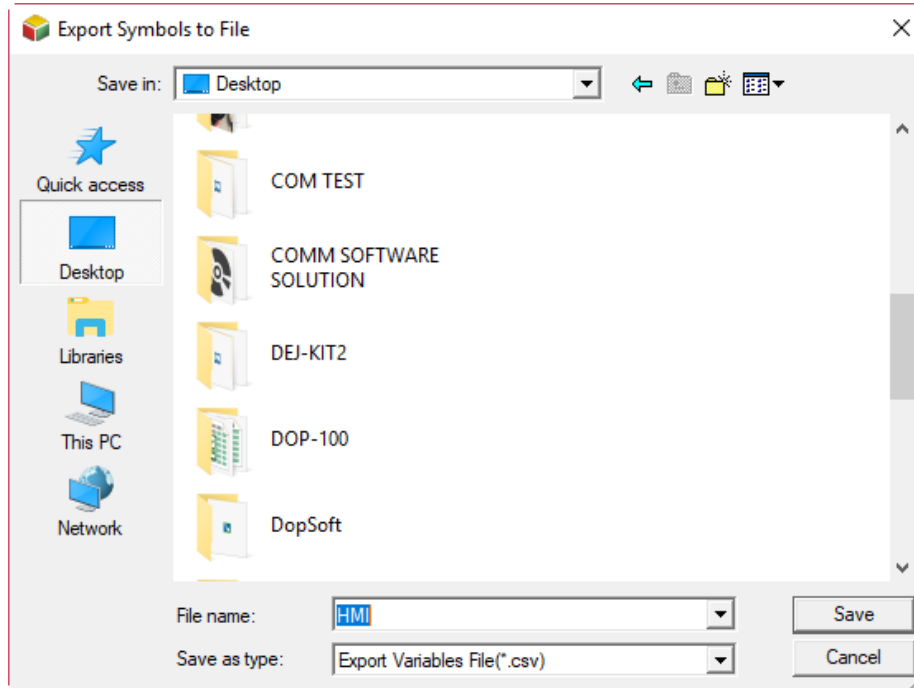 Export Symbols to File
Save in:
Desktop
Quick access
Desktop
Libraries
This PC
Network
COM TEST
COMM SOFTWARE
SOLUTION
DEJ-KIT2
DOP-100
DopSoft
File name:
HMI
Save
Save as type:
Export Variables File(*.csv)
Cancel